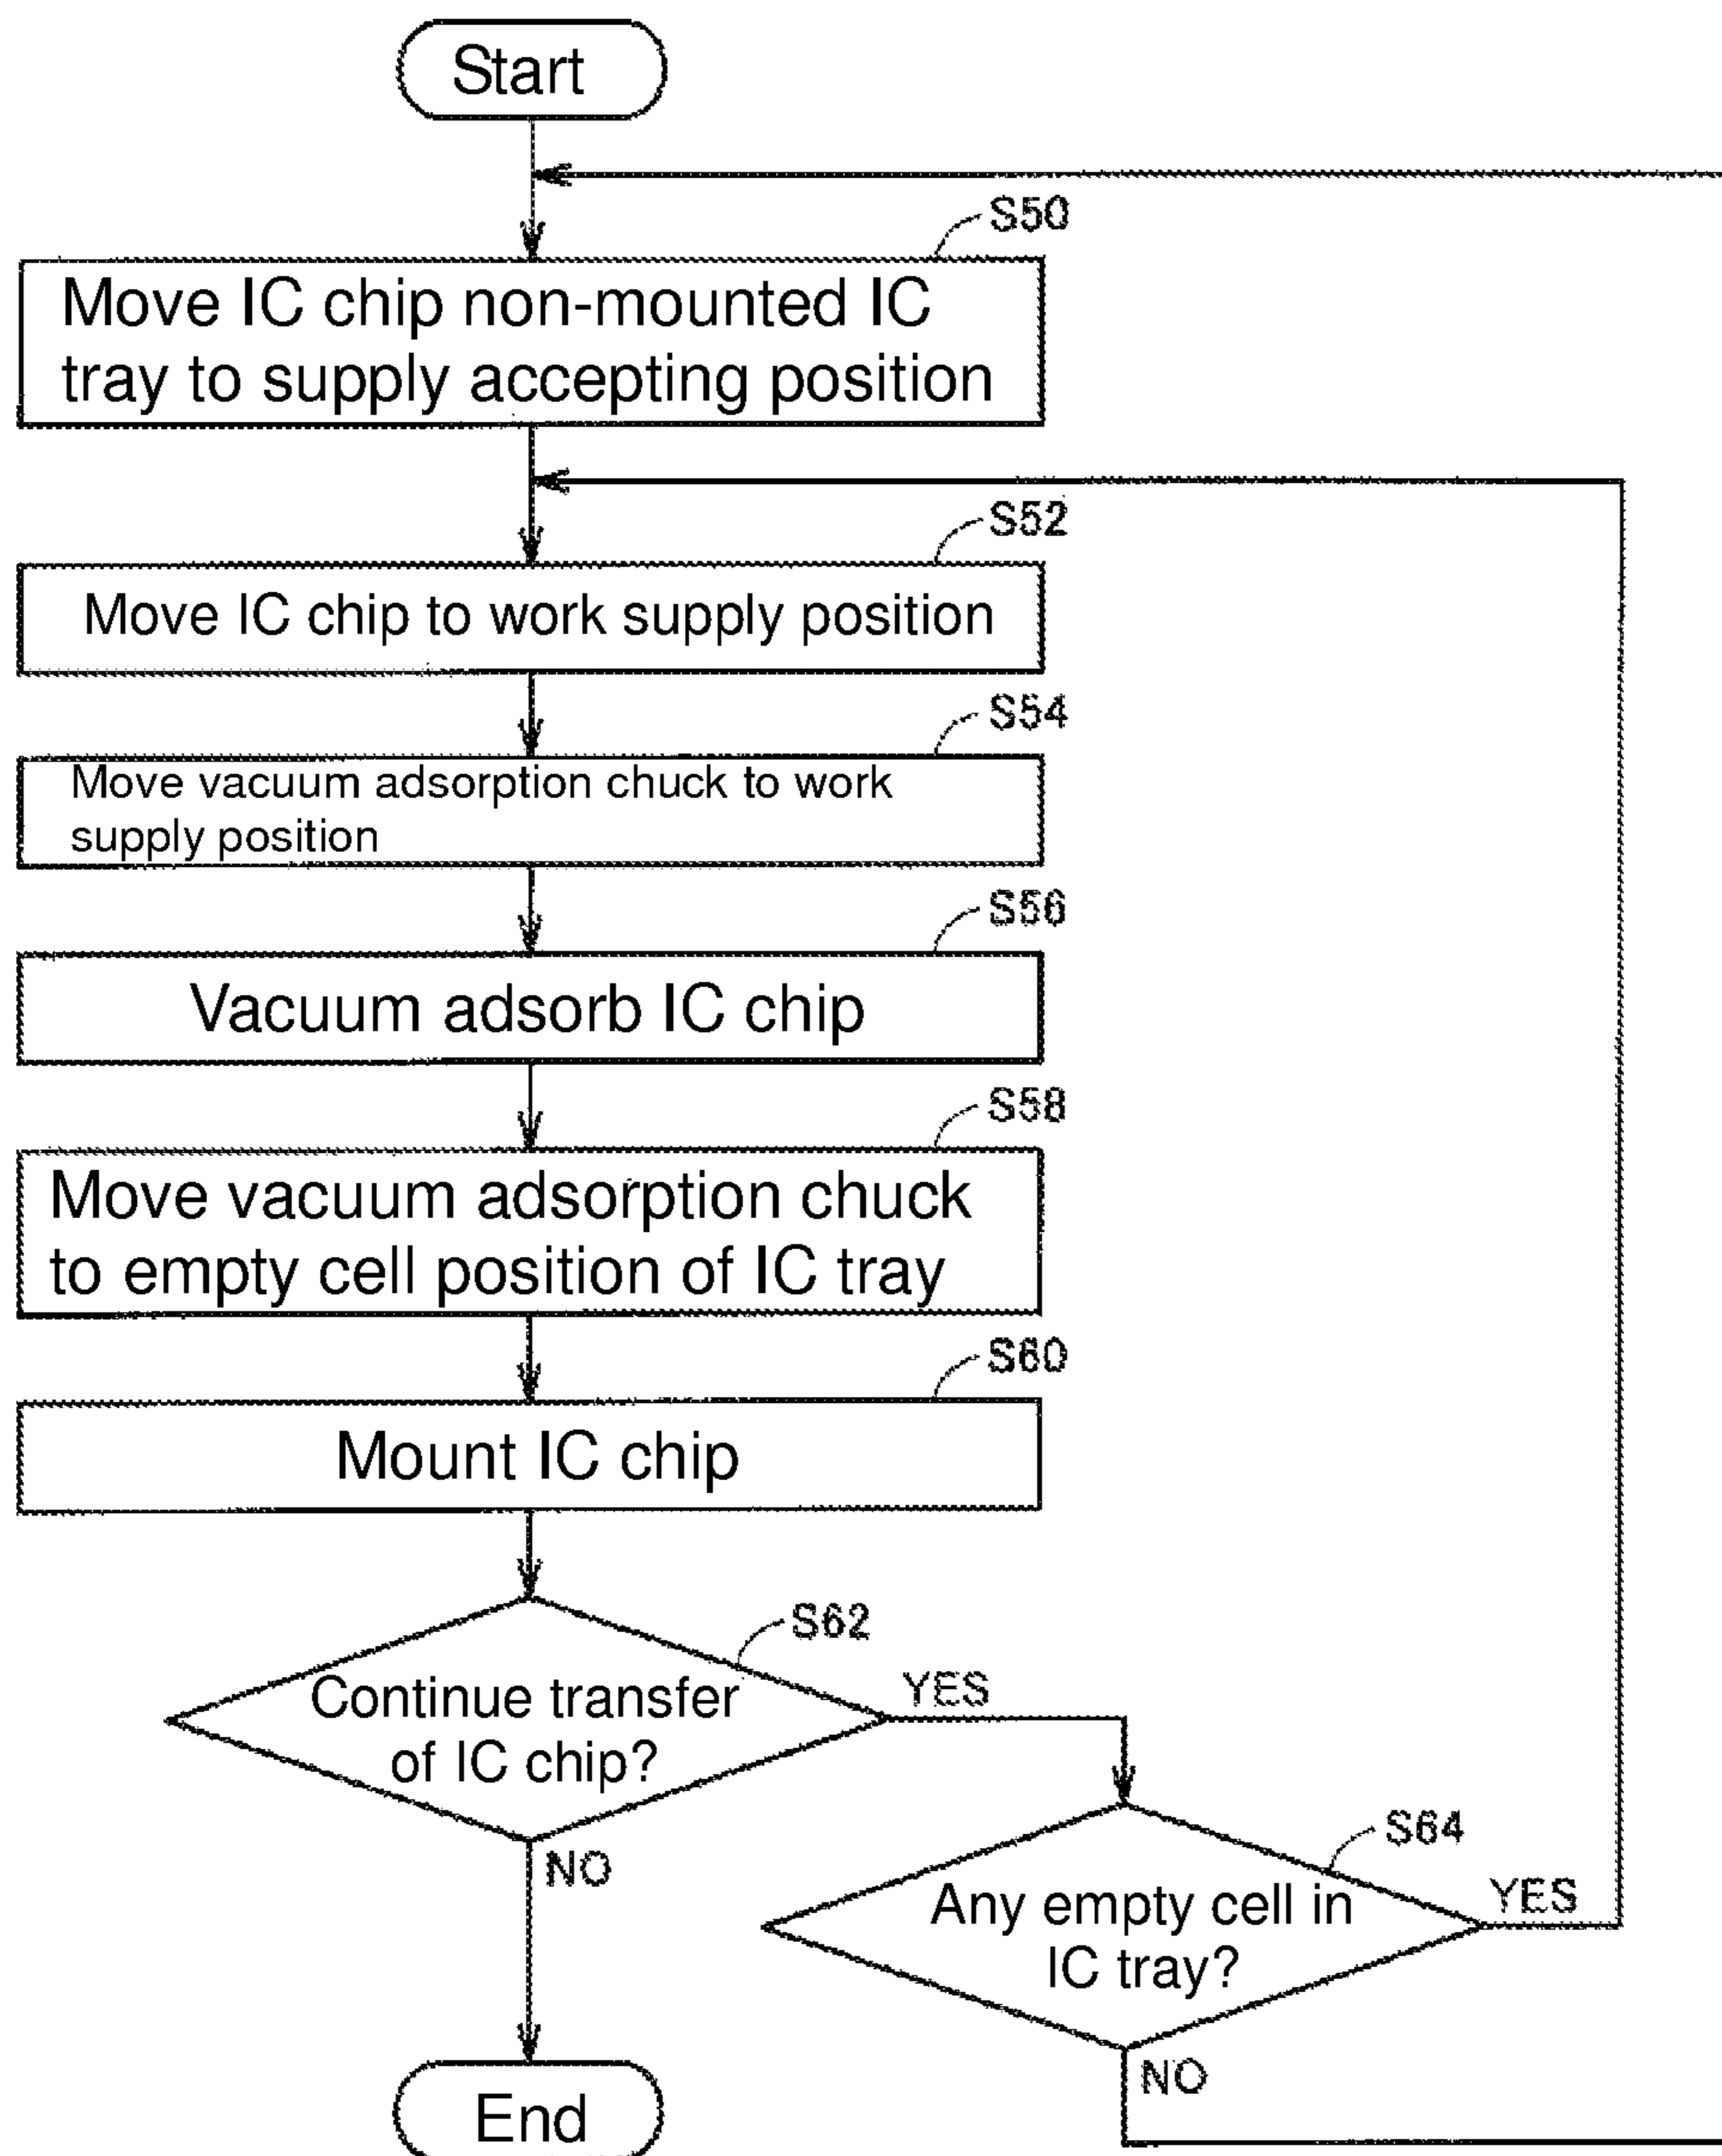 Start
S50
Move IC chip non-mounted IC
tray to supply accepting position
S52
Move IC chip to work supply position
S54
Move vacuum adsorption chuck to work
supply position
S56
Vacuum adsorb IC chip
S58
Move vacuum adsorption chuck
to empty cell position of IC tray
S60
Mount IC chip
S62
Continue transfer
of IC chip?
YES
NO
S64
Any empty cell in
IC tray?
YES
NO
End